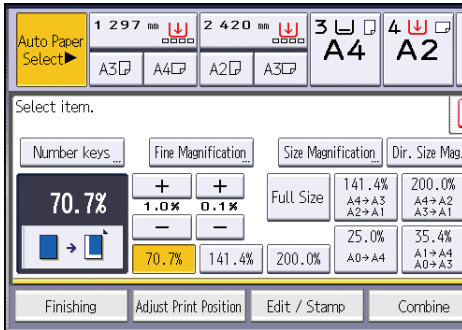 Auto Paper
Select▶
1 297 mm
2 420 mm
3
4
A3
A4
A2
A3
A4
A2
Select item.
Number keys
Fine Magnification
Size Magnification
Dir. Size Mag.
70.7%
+
+
1.0%
0.1%
−
−
Full Size
141.4%
A4→A3
A2→A1
200.0%
A4→A2
A3→A1
70.7%
141.4%
200.0%
25.0%
A0→A4
35.4%
A1→A4
A0→A3
Finishing
Adjust Print Position
Edit / Stamp
Combine